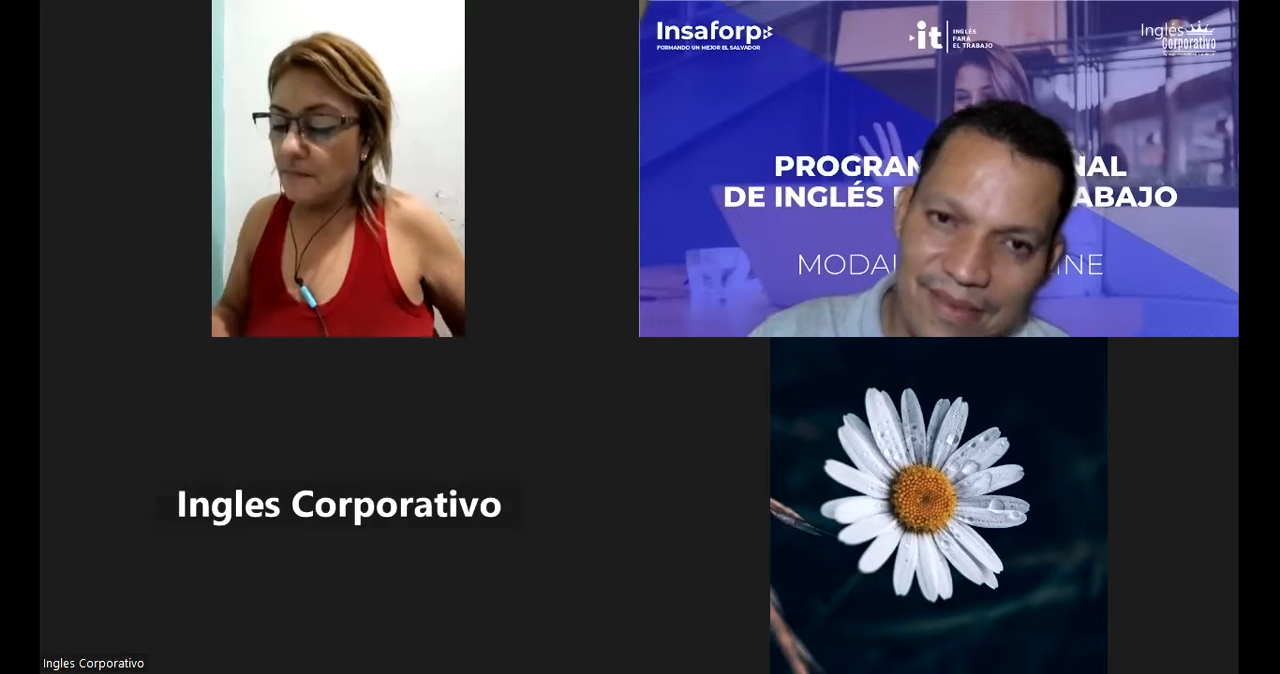 Insaforp
FORMANDO UN MEJOR EL SALVADOR
it
INGLÉS
PARA
EL TRABAJO
Inglés
Corporativo
PROGRAM NAL
DE INGLÉS ABAJO
MODAL INE
Ingles Corporativo
Ingles Corporativo